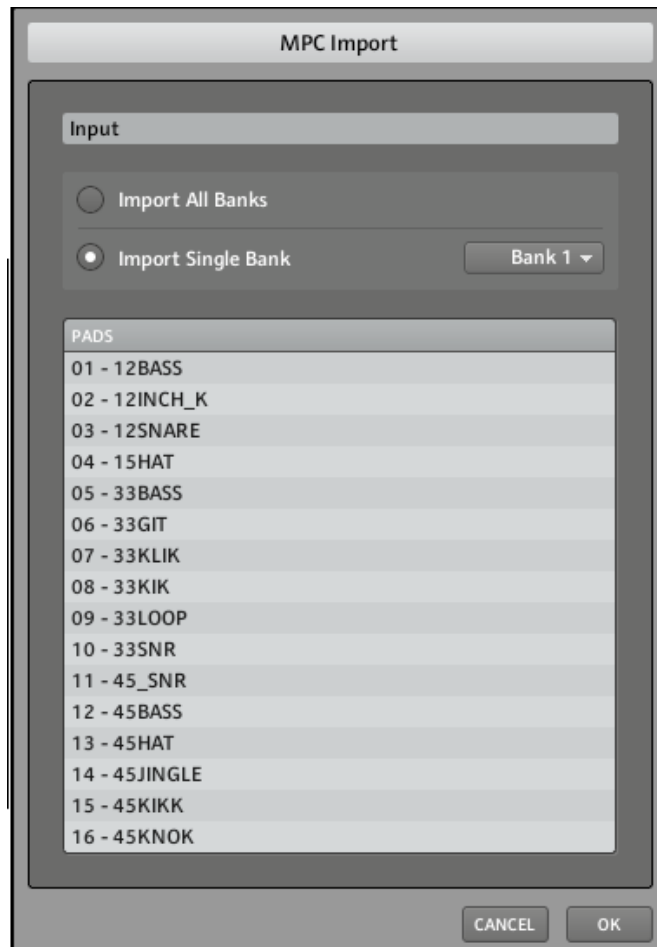 MPC Import
Input
Import All Banks
Import Single Bank Bank 1
PADS
01 - 12BASS
02 - 12INCH_K
03 - 12SNARE
04 - 15HAT
05 - 33BASS
06 - 33GIT
07 - 33KLIK
08 - 33KIK
09 - 33LOOP
10 - 33SNR
11 - 45_SNR
12 - 45BASS
13 - 45HAT
14 - 45JINGLE
15 - 45KIKK
16 - 45KNOK
CANCEL OK